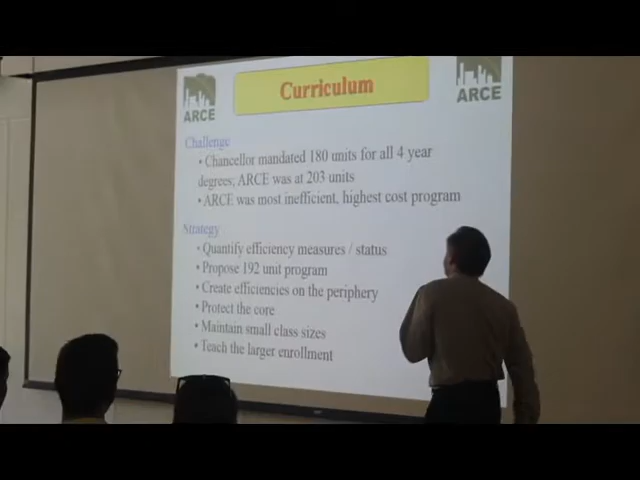 Curriculum
ARCE
ARCE
Challenge
• Chancellor mandated 180 units for all 4 year
degrees; ARCE was at 203 units
• ARCE was most inefficient, highest cost program
Strategy
• Quantify efficiency measures / status
• Propose 192 unit program
• Create efficiencies on the periphery
• Protect the core
• Maintain small class sizes
• Teach the larger enrollment